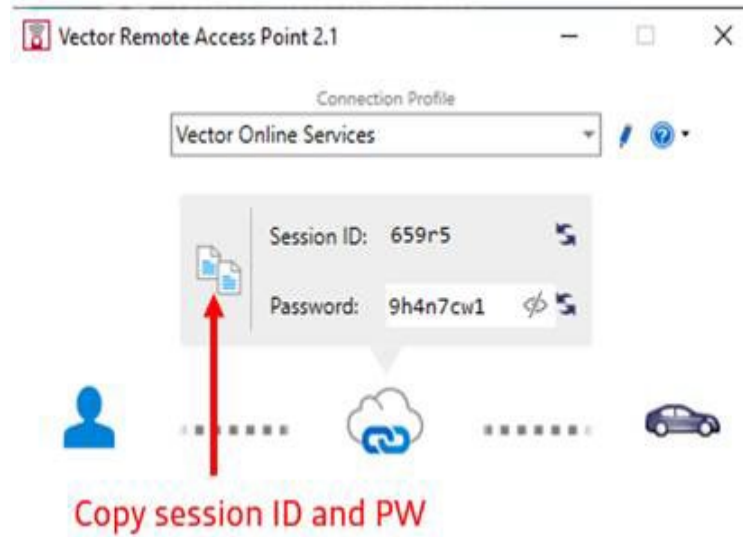 Vector Remote Access Point 2.1
Connection Profile
Vector Online Services
Session ID: 659r5
Password: 9h4n7cw1
Copy session ID and PW